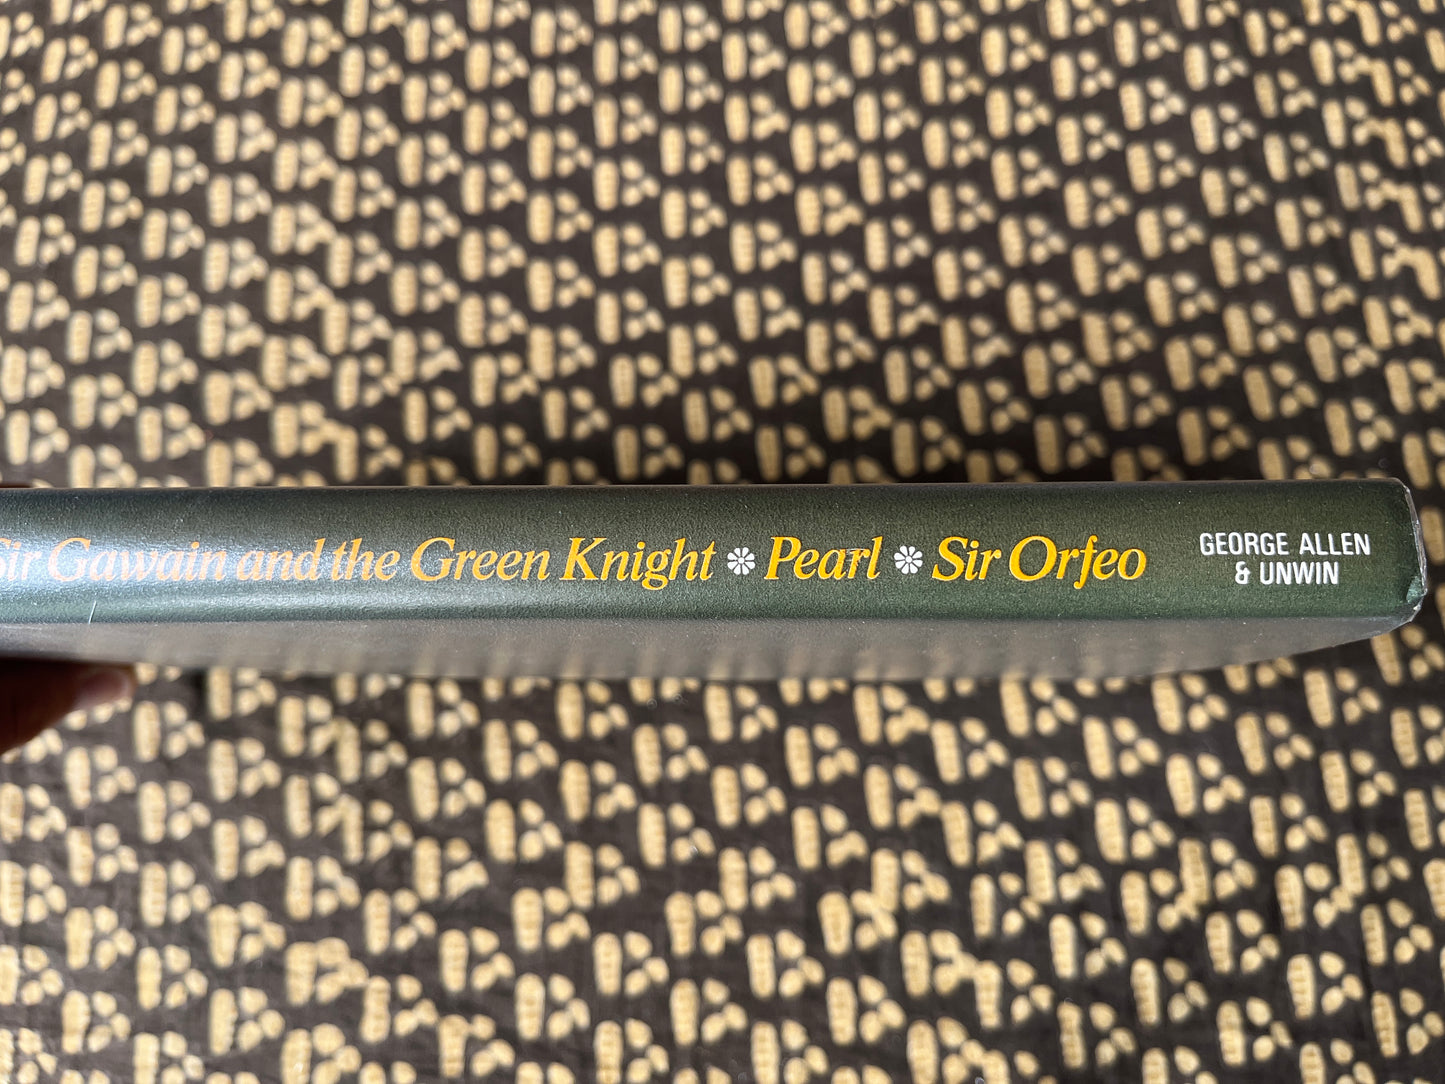 Sir Gawain and the Green Knight * Pearl * Sir Orfeo
GEORGE ALLEN
& UNWIN